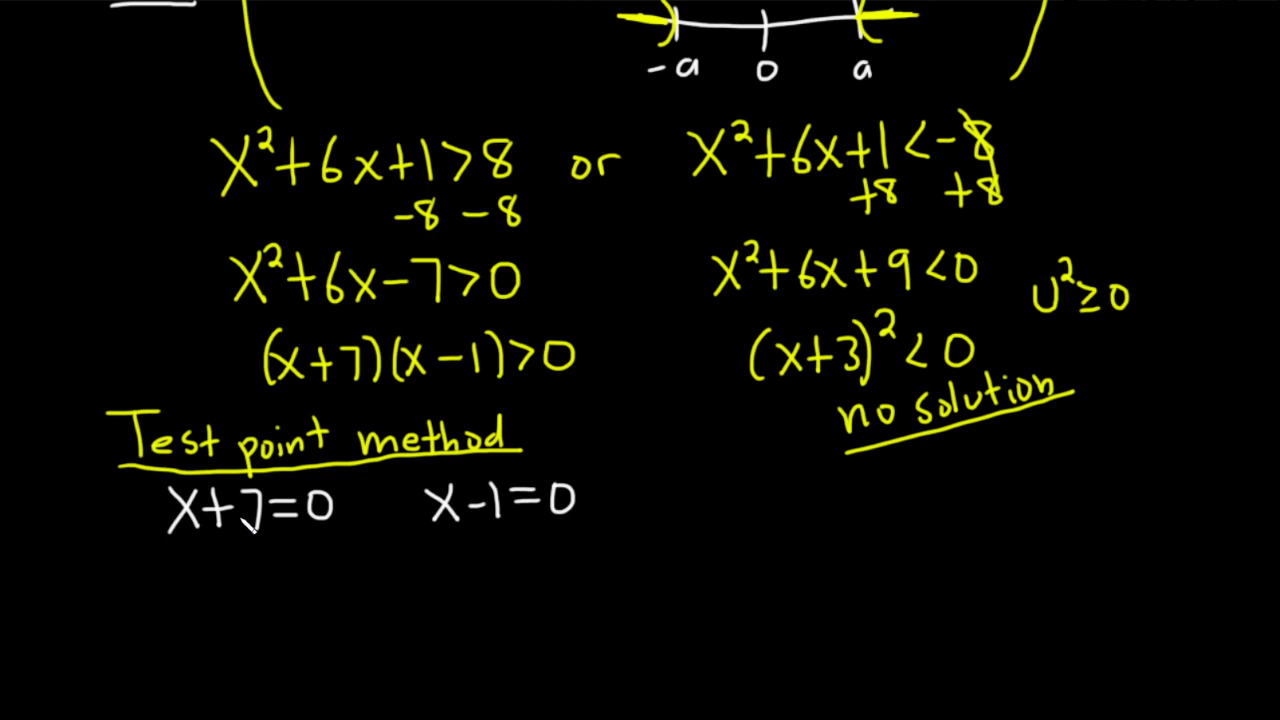 -a 0 a
x²+6x+1>8 or x²+6x+1<-8
-8 -8 +8 +8
x²+6x-7>0 x²+6x+9<0 U²≥0
(x+7)(x-1)>0 (x+3)²<0
no solution
Test point method
x+7=0 x-1=0